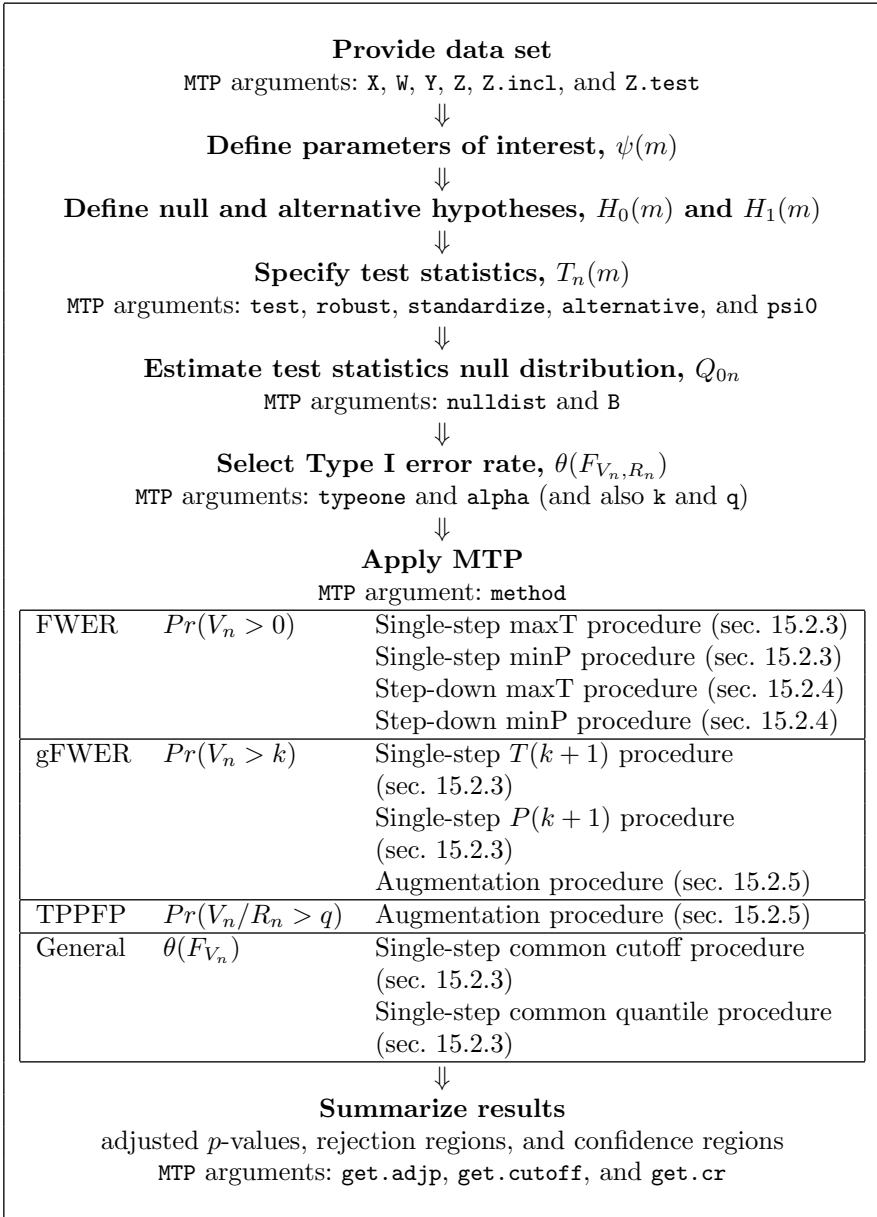 Provide data set
MTP arguments: X, W, Y, Z, Z.incl, and Z.test
⇓
Define parameters of interest, ψ(m)
⇓
Define null and alternative hypotheses, H₀(m) and H₁(m)
⇓
Specify test statistics, Tₙ(m)
MTP arguments: test, robust, standardize, alternative, and psi0
⇓
Estimate test statistics null distribution, Q₀ₙ
MTP arguments: nulldist and B
⇓
Select Type I error rate, θ(F_{Vₙ,Rₙ})
MTP arguments: typeone and alpha (and also k and q)
⇓
Apply MTP
MTP argument: method
FWER Pr(Vₙ > 0) Single-step maxT procedure (sec. 15.2.3)
Single-step minP procedure (sec. 15.2.3)
Step-down maxT procedure (sec. 15.2.4)
Step-down minP procedure (sec. 15.2.4)
gFWER Pr(Vₙ > k) Single-step T(k + 1) procedure
(sec. 15.2.3)
Single-step P(k + 1) procedure
(sec. 15.2.3)
Augmentation procedure (sec. 15.2.5)
TPPFP Pr(Vₙ/Rₙ > q) Augmentation procedure (sec. 15.2.5)
General θ(F_{Vₙ}) Single-step common cutoff procedure
(sec. 15.2.3)
Single-step common quantile procedure
(sec. 15.2.3)
⇓
Summarize results
adjusted p-values, rejection regions, and confidence regions
MTP arguments: get.adjp, get.cutoff, and get.cr